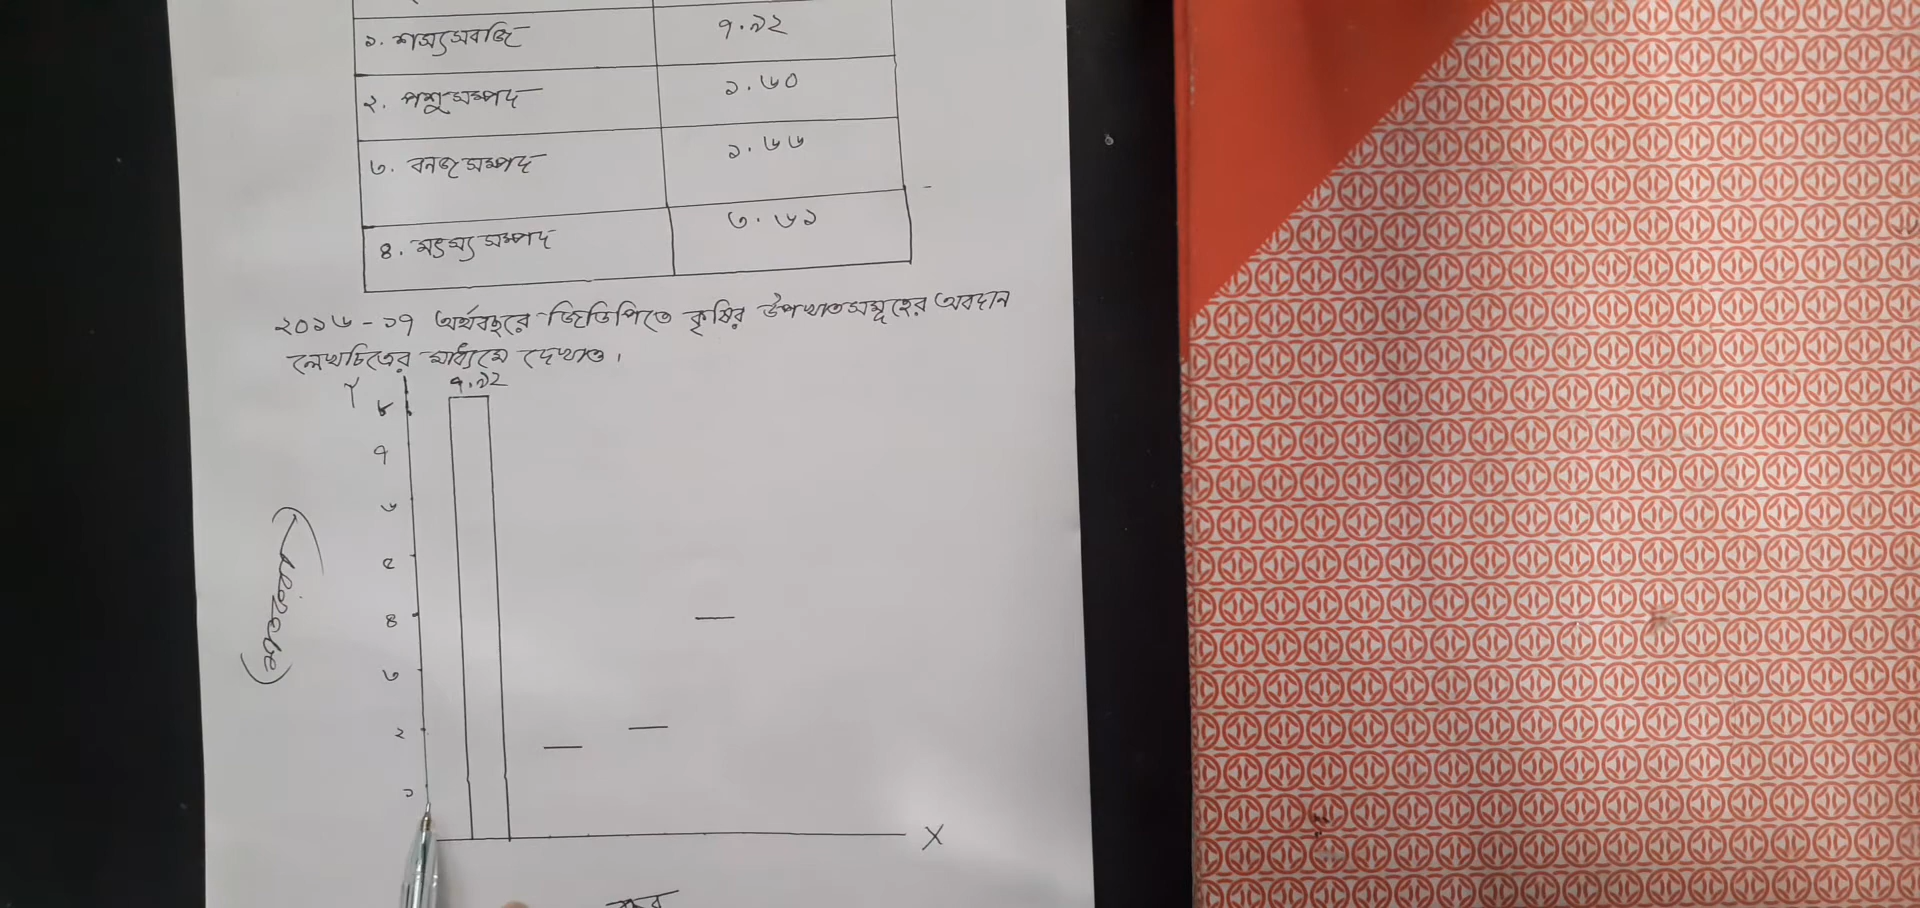 ১. শস্যসবজি ৭.৯২
২. পশুসম্পদ ১.৬০
৩. বনজসম্পদ ১.৬৬
৪. মৎস্যসম্পদ ৩.৬১
২০১৬-১৭ অর্থবছরে জিডিপিতে কৃষির উপখাতসমূহের অবদান
লেখচিত্রের মাধ্যমে দেখাও।
Y
৭.৯২
৮
৭
৬
৫
৪
৩
২
১
X